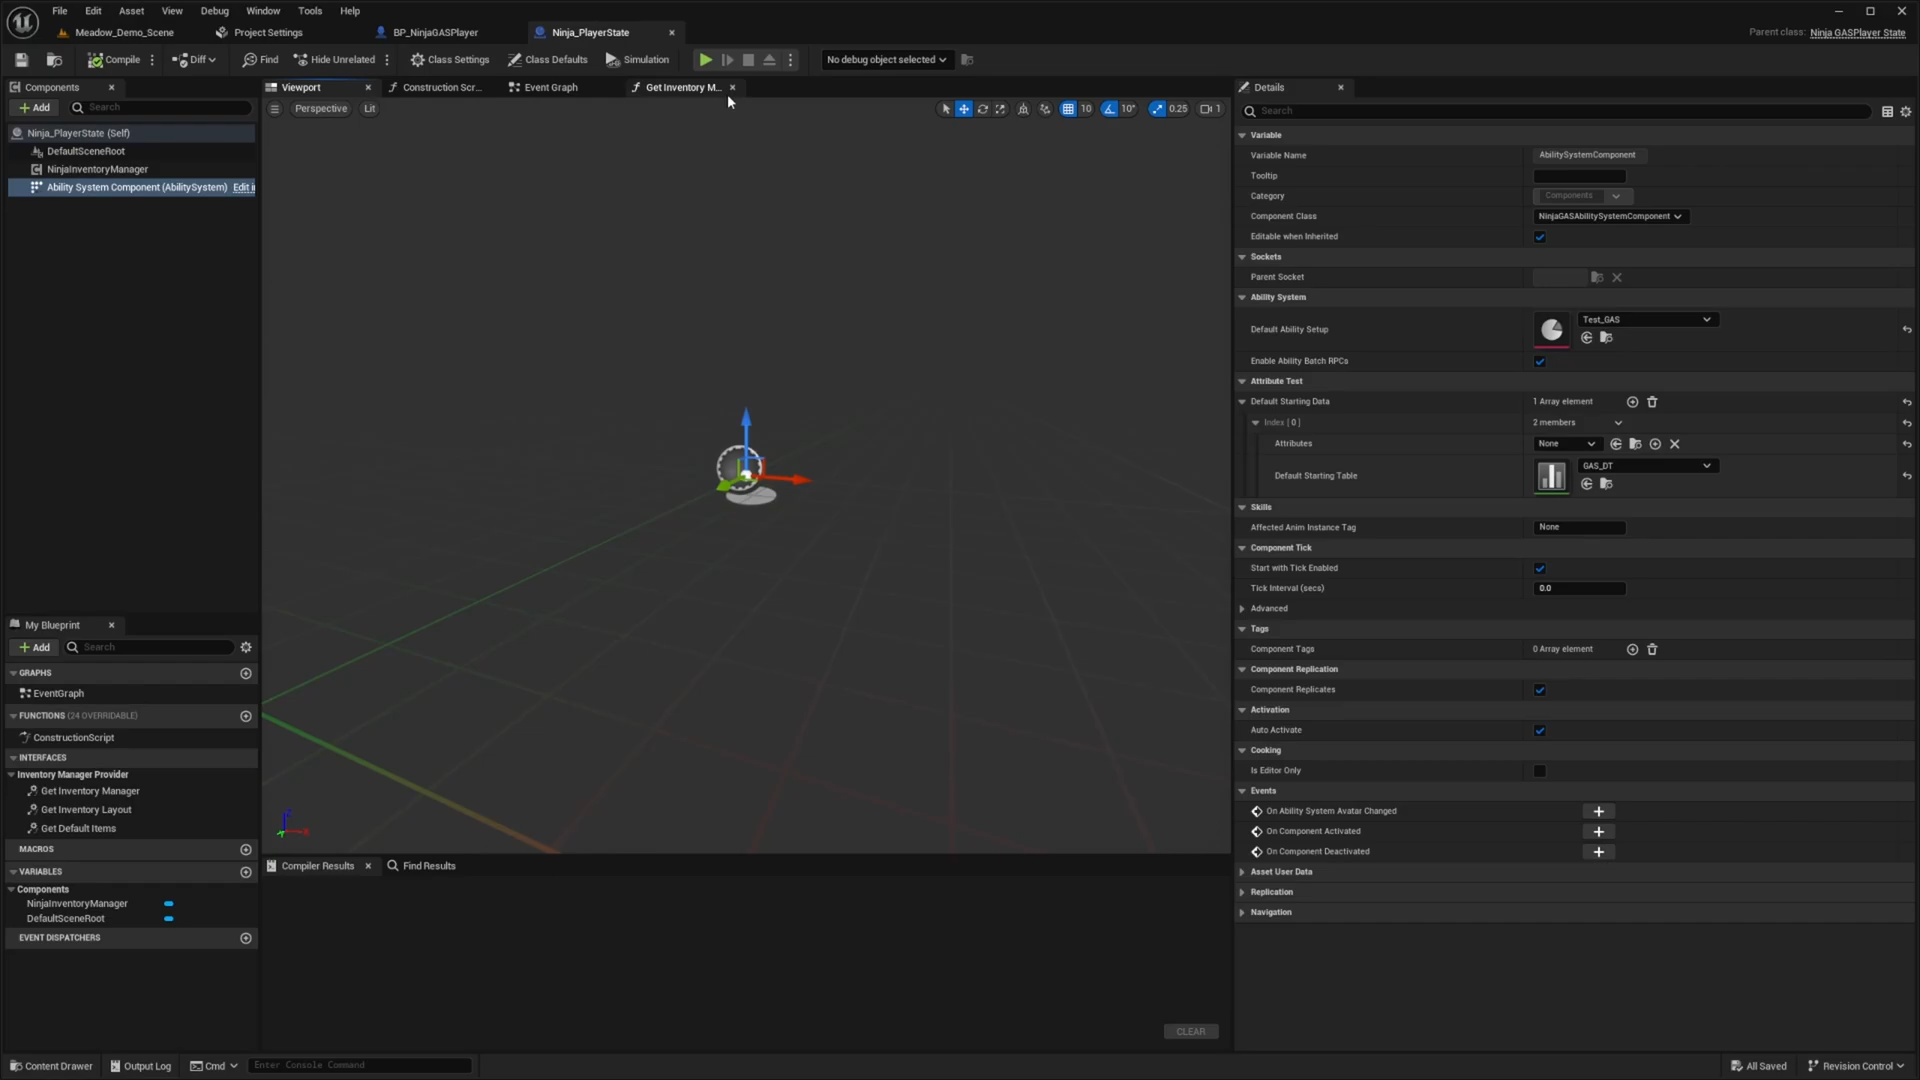 File Edit Asset View Debug Window Tools Help
Meadow_Demo_Scene Project Settings BP_NinjaGASPlayer Ninja_PlayerState
Parent class: Ninja GASPlayer State
Compile Diff Find Hide Unrelated Class Settings Class Defaults Simulation No debug object selected
Components
Add Search
Ninja_PlayerState (Self)
DefaultSceneRoot
NinjaInventoryManager
Ability System Component (AbilitySystem) Edit i
Viewport Construction Scr... Event Graph Get Inventory M...
Perspective Lit 10 10° 0.25 1
My Blueprint
Add Search
GRAPHS
EventGraph
FUNCTIONS (24 OVERRIDABLE)
ConstructionScript
INTERFACES
Inventory Manager Provider
Get Inventory Manager
Get Inventory Layout
Get Default Items
MACROS
VARIABLES
Components
NinjaInventoryManager
DefaultSceneRoot
EVENT DISPATCHERS
Compiler Results Find Results
CLEAR
Details
Search
Variable
Variable Name AbilitySystemComponent
Tooltip
Category Components
Component Class NinjaGASAbilitySystemComponent
Editable when Inherited
Sockets
Parent Socket
Ability System
Default Ability Setup Test_GAS
Enable Ability Batch RPCs
Attribute Test
Default Starting Data 1 Array element
Index [ 0 ] 2 members
Attributes None
Default Starting Table GAS_DT
Skills
Affected Anim Instance Tag None
Component Tick
Start with Tick Enabled
Tick Interval (secs) 0.0
Advanced
Tags
Component Tags 0 Array element
Component Replication
Component Replicates
Activation
Auto Activate
Cooking
Is Editor Only
Events
On Ability System Avatar Changed
On Component Activated
On Component Deactivated
Asset User Data
Replication
Navigation
Content Drawer Output Log Cmd Enter Console Command All Saved Revision Control